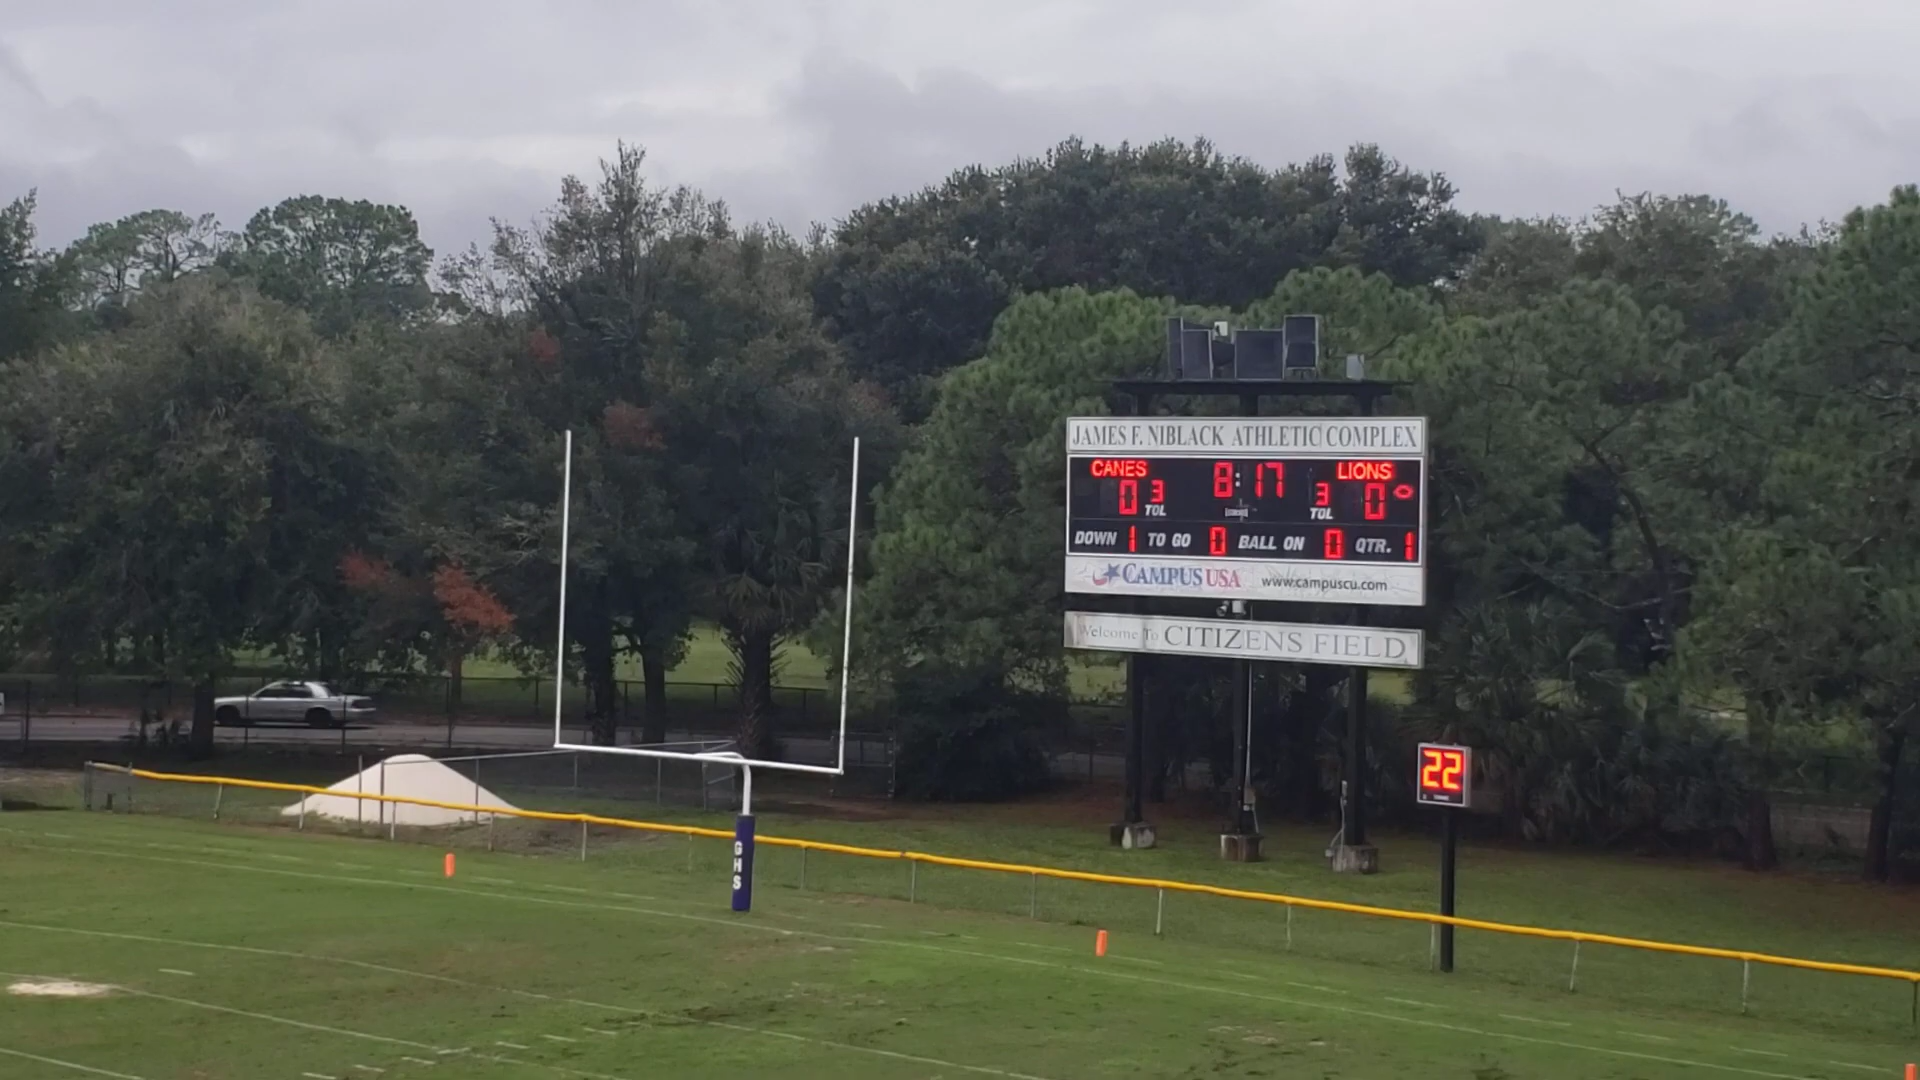 JAMES F. NIBLACK ATHLETIC COMPLEX
CANES 8:17 LIONS
0 3 3 0
TOL TOL
DOWN 1 TO GO 0 BALL ON 0 QTR. 1
CAMPUS USA www.campuscu.com
Welcome To CITIZENS FIELD
22
GHS